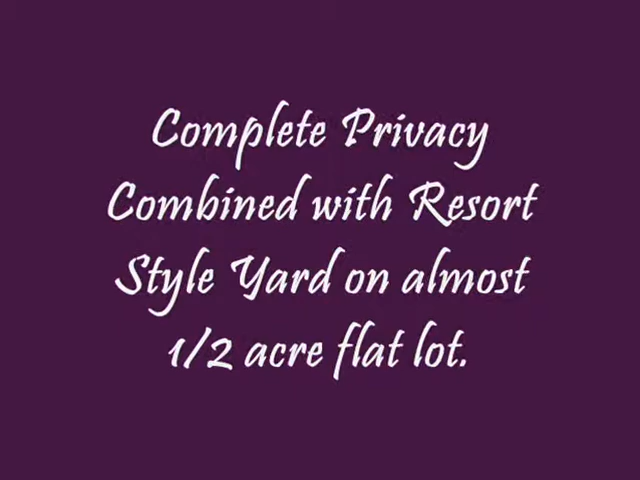 Complete Privacy
Combined with Resort
Style Yard on almost
1/2 acre flat lot.